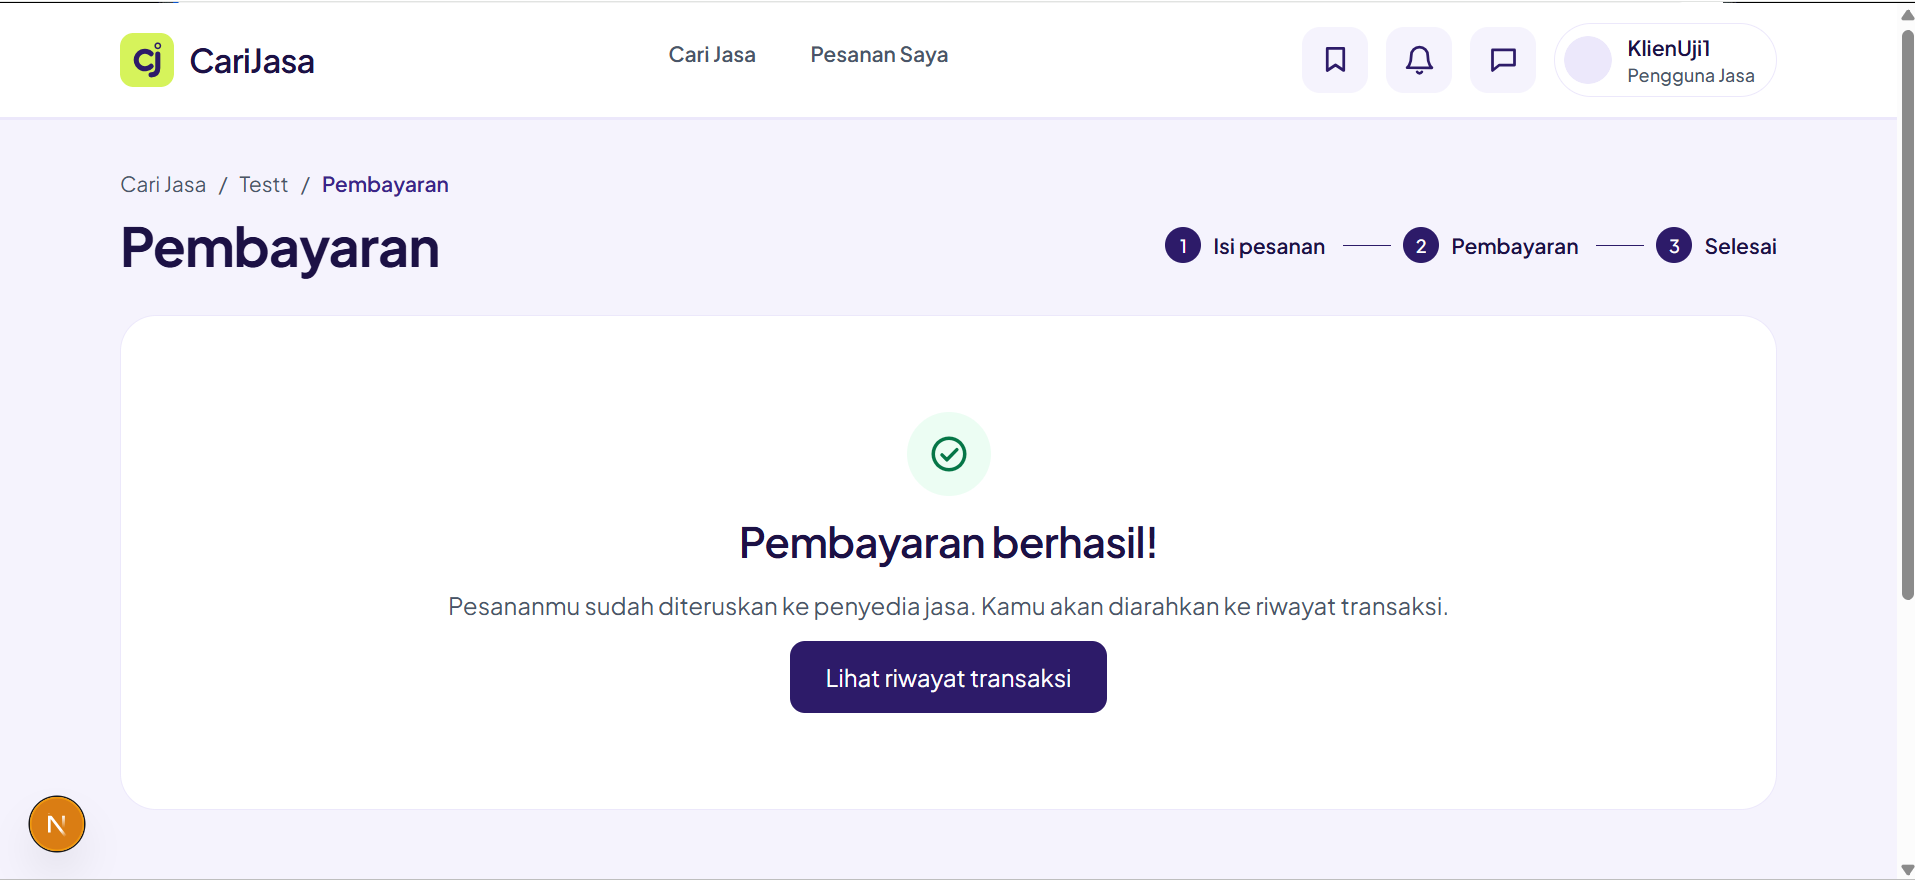 cj CariJasa
Cari Jasa Pesanan Saya
KlienUji1
Pengguna Jasa
Cari Jasa / Testt / Pembayaran
Pembayaran
1 Isi pesanan 2 Pembayaran 3 Selesai
Pembayaran berhasil!
Pesananmu sudah diteruskan ke penyedia jasa. Kamu akan diarahkan ke riwayat transaksi.
Lihat riwayat transaksi
N